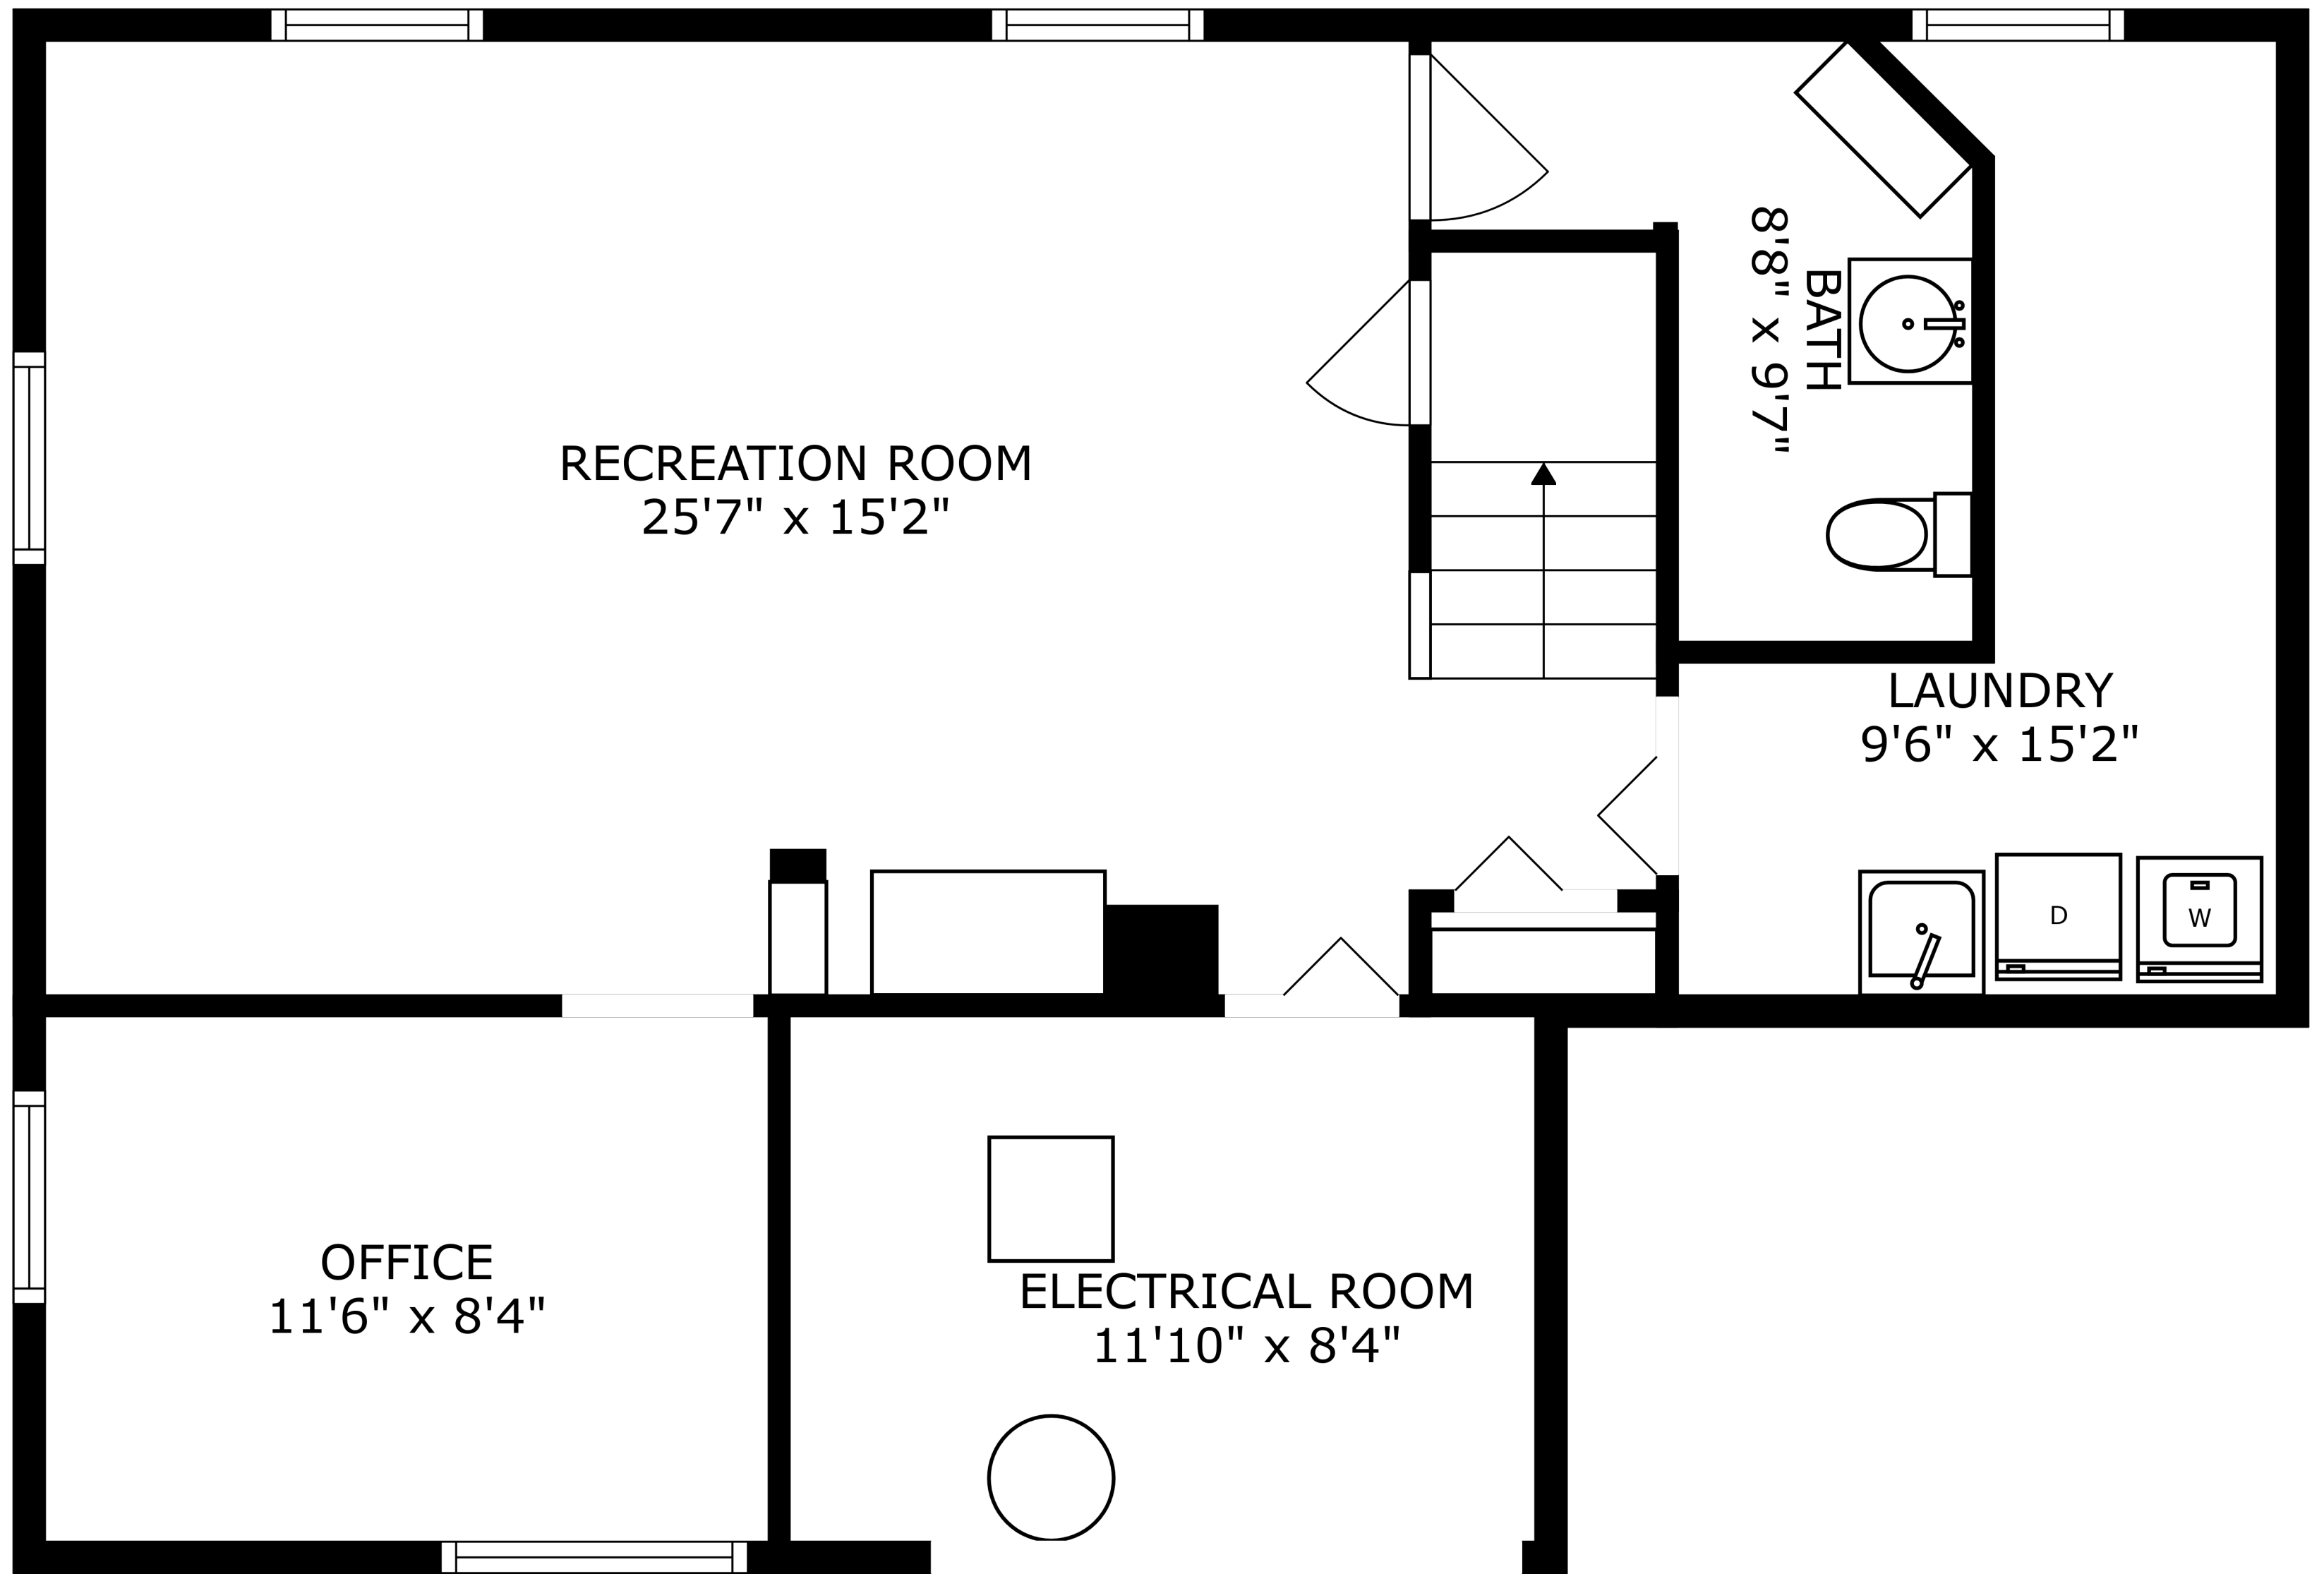 RECREATION ROOM
25'7" x 15'2"
BATH
8'8" x 9'7"
LAUNDRY
9'6" x 15'2"
D
W
OFFICE
11'6" x 8'4"
ELECTRICAL ROOM
11'10" x 8'4"